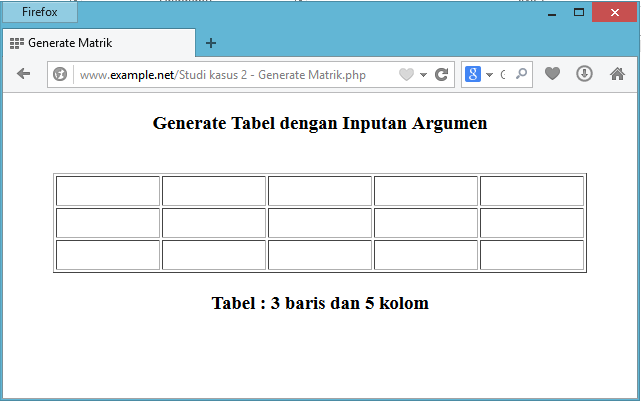 Firefox
Generate Matrik
www.example.net/Studi kasus 2 - Generate Matrik.php
Generate Tabel dengan Inputan Argumen
Tabel : 3 baris dan 5 kolom